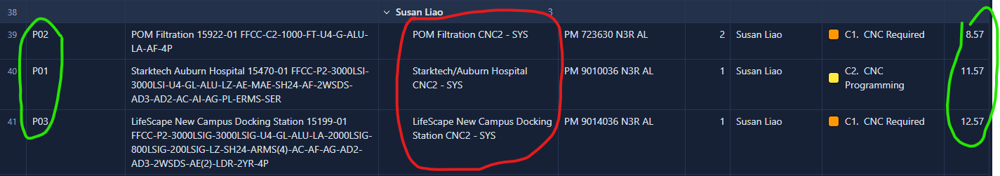 38 Susan Liao 3
39 P02 POM Filtration 15922-01 FFCC-C2-1000-FT-U4-G-ALU- POM Filtration CNC2 - SYS PM 723630 N3R AL 2 Susan Liao C1. CNC Required 8.57
LA-AF-4P
40 P01 Starktech Auburn Hospital 15470-01 FFCC-P2-3000LSI- Starktech/Auburn Hospital PM 9010036 N3R AL 1 Susan Liao C2. CNC 11.57
3000LSI-U4-GL-ALU-LZ-AE-MAE-SH24-AF-2WSDS- CNC2 - SYS Programming
AD3-AD2-AC-AI-AG-PL-ERMS-SER
41 P03 LifeScape New Campus Docking Station 15199-01 LifeScape New Campus Docking PM 9014036 N3R AL 1 Susan Liao C1. CNC Required 12.57
FFCC-P2-3000LSIG-3000LSIG-U4-GL-ALU-LA-2000LSIG- Station CNC2 - SYS
800LSIG-200LSIG-LZ-SH24-ARMS(4)-AC-AF-AG-AD2-
AD3-2WSDS-AE(2)-LDR-2YR-4P